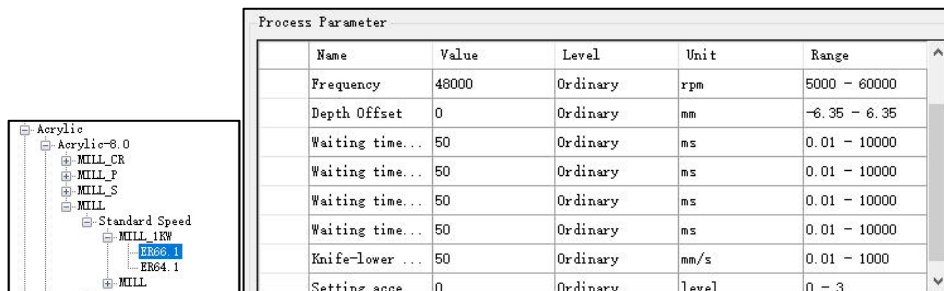 Process Parameter
Name Value Level Unit Range
Frequency 48000 Ordinary rpm 5000 - 60000
Depth Offset 0 Ordinary mm -6.35 - 6.35
Waiting time... 50 Ordinary ms 0.01 - 10000
Waiting time... 50 Ordinary ms 0.01 - 10000
Waiting time... 50 Ordinary ms 0.01 - 10000
Waiting time... 50 Ordinary ms 0.01 - 10000
Knife-lower ... 50 Ordinary mm/s 0.01 - 1000
Setting acce... 0 Ordinary level 0 - 3
Acrylic
Acrylic-8.0
MILL_CR
MILL_P
MILL_S
MILL
Standard Speed
MILL_1KW
ER66.1
ER64.1
MILL